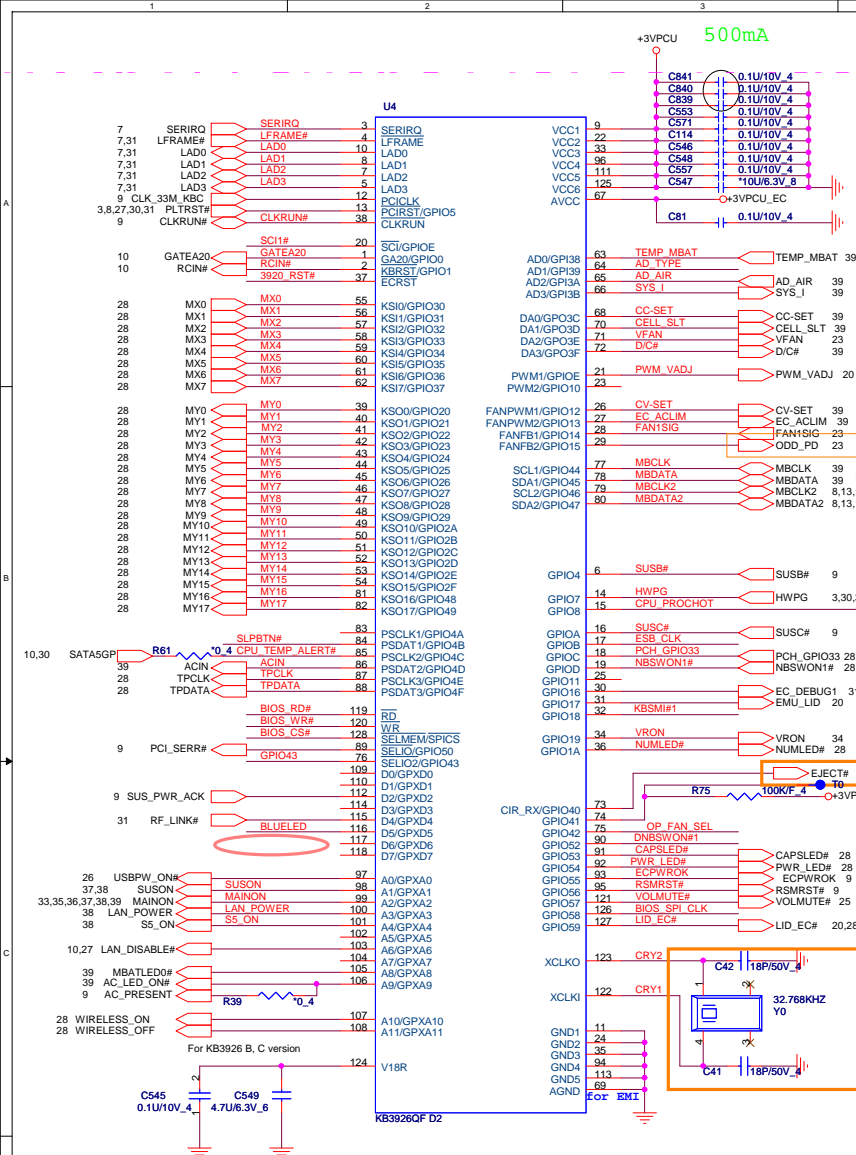 1 2 3
+3VPCU 500mA
C841 0.1U/10V_4
C840 0.1U/10V_4
C839 0.1U/10V_4
C553 0.1U/10V_4
C571 0.1U/10V_4
C114 0.1U/10V_4
C546 0.1U/10V_4
C548 0.1U/10V_4
C557 0.1U/10V_4
C547 *10U/6.3V_8
+3VPCU_EC
C81 0.1U/10V_4
U4
7 SERIRQ SERIRQ 3 SERIRQ
7,31 LFRAME# LFRAME# 4 LFRAME
7,31 LAD0 LAD0 10 LAD0
7,31 LAD1 LAD1 8 LAD1
7,31 LAD2 LAD2 7 LAD2
7,31 LAD3 LAD3 5 LAD3
9 CLK_33M_KBC 12 PCICLK
3,8,27,30,31 PLTRST# 13 PCIRST/GPIO5
9 CLKRUN# CLKRUN# 38 CLKRUN
SCI1# 20 SCI/GPIOE
10 GATEA20 GATEA20 1 GA20/GPIO0
10 RCIN# RCIN# 2 KBRST/GPIO1
3920_RST# 37 ECRST
28 MX0 MX0 55 KSI0/GPIO30
28 MX1 MX1 56 KSI1/GPIO31
28 MX2 MX2 57 KSI2/GPIO32
28 MX3 MX3 58 KSI3/GPIO33
28 MX4 MX4 59 KSI4/GPIO34
28 MX5 MX5 60 KSI5/GPIO35
28 MX6 MX6 61 KSI6/GPIO36
28 MX7 MX7 62 KSI7/GPIO37
28 MY0 MY0 39 KSO0/GPIO20
28 MY1 MY1 40 KSO1/GPIO21
28 MY2 MY2 41 KSO2/GPIO22
28 MY3 MY3 42 KSO3/GPIO23
28 MY4 MY4 43 KSO4/GPIO24
28 MY5 MY5 44 KSO5/GPIO25
28 MY6 MY6 45 KSO6/GPIO26
28 MY7 MY7 46 KSO7/GPIO27
28 MY8 MY8 47 KSO8/GPIO28
28 MY9 MY9 48 KSO9/GPIO29
28 MY10 MY10 49 KSO10/GPIO2A
28 MY11 MY11 50 KSO11/GPIO2B
28 MY12 MY12 51 KSO12/GPIO2C
28 MY13 MY13 52 KSO13/GPIO2D
28 MY14 MY14 53 KSO14/GPIO2E
28 MY15 MY15 54 KSO15/GPIO2F
28 MY16 MY16 81 KSO16/GPIO48
28 MY17 MY17 82 KSO17/GPIO49
83 PSCLK1/GPIO4A
SLPBTN# 84 PSDAT1/GPIO4B
10,30 SATA5GP R61 *0_4 CPU_TEMP_ALERT# 85 PSCLK2/GPIO4C
39 ACIN ACIN 86 PSDAT2/GPIO4D
28 TPCLK TPCLK 87 PSCLK3/GPIO4E
28 TPDATA TPDATA 88 PSDAT3/GPIO4F
BIOS_RD# 119 RD
BIOS_WR# 120 WR
BIOS_CS# 128 SELMEM/SPICS
9 PCI_SERR# 89 SELIO/GPIO50
GPIO43 76 SELIO2/GPIO43
109 D0/GPXD0
110 D1/GPXD1
9 SUS_PWR_ACK 112 D2/GPXD2
114 D3/GPXD3
31 RF_LINK# 115 D4/GPXD4
BLUELED 116 D5/GPXD5
117 D6/GPXD6
118 D7/GPXD7
26 USBPW_ON# 97 A0/GPXA0
37,38 SUSON SUSON 98 A1/GPXA1
33,35,36,37,38,39 MAINON MAINON 99 A2/GPXA2
38 LAN_POWER LAN_POWER 100 A3/GPXA3
38 S5_ON S5_ON 101 A4/GPXA4
102 A5/GPXA5
10,27 LAN_DISABLE# 103 A6/GPXA6
104 A7/GPXA7
39 MBATLED0# 105 A8/GPXA8
39 AC_LED_ON# 106 A9/GPXA9
9 AC_PRESENT R39 *0_4
28 WIRELESS_ON 107 A10/GPXA10
28 WIRELESS_OFF 108 A11/GPXA11
For KB3926 B, C version
124 V18R
2 1
C545 0.1U/10V_4
C549 4.7U/6.3V_6
KB3926QF D2
VCC1 9
VCC2 22
VCC3 33
VCC4 96
VCC5 111
VCC6 125
AVCC 67
AD0/GPI38 63 TEMP_MBAT TEMP_MBAT 39
AD1/GPI39 64 AD_TYPE
AD2/GPI3A 65 AD_AIR AD_AIR 39
AD3/GPI3B 66 SYS_I SYS_I 39
DA0/GPO3C 68 CC-SET CC-SET 39
DA1/GPO3D 70 CELL_SLT CELL_SLT 39
DA2/GPO3E 71 VFAN VFAN 23
DA3/GPO3F 72 D/C# D/C# 39
PWM1/GPIOE 21 PWM_VADJ PWM_VADJ 20
PWM2/GPIO10 23
FANPWM1/GPIO12 26 CV-SET CV-SET 39
FANPWM2/GPIO13 27 EC_ACLIM EC_ACLIM 39
FANFB1/GPIO14 28 FAN1SIG FAN1SIG 23
FANFB2/GPIO15 29 ODD_PD 23
SCL1/GPIO44 77 MBCLK MBCLK 39
SDA1/GPIO45 78 MBDATA MBDATA 39
SCL2/GPIO46 79 MBCLK2 MBCLK2 8,13,
SDA2/GPIO47 80 MBDATA2 MBDATA2 8,13,
GPIO4 6 SUSB# SUSB# 9
GPIO7 14 HWPG HWPG 3,30,
GPIO8 15 CPU_PROCHOT
GPIOA 16 SUSC# SUSC# 9
GPIOB 17 ESB_CLK
GPIOC 18 PCH_GPIO33 PCH_GPIO33 28
GPIOD 19 NBSWON1# NBSWON1# 28
GPIO11 25
GPIO16 30 EC_DEBUG1 31
GPIO17 31 EMU_LID 20
GPIO18 32 KBSMI#1
GPIO19 34 VRON VRON 34
GPIO1A 36 NUMLED# NUMLED# 28
EJECT#
T0
R75 100K/F_4 +3VP
CIR_RX/GPIO40 73
GPIO41 74
GPIO42 75 OP_FAN_SEL
GPIO52 90 DNBSWON#1
GPIO53 91 CAPSLED# CAPSLED# 28
GPIO54 92 PWR_LED# PWR_LED# 28
GPIO55 93 ECPWROK ECPWROK 9
GPIO56 95 RSMRST# RSMRST# 9
GPIO57 121 VOLMUTE# VOLMUTE# 25
GPIO58 126 BIOS_SPI_CLK
GPIO59 127 LID_EC# LID_EC# 20,28
XCLKO 123 CRY2 C42 18P/50V_4
XCLKI 122 CRY1
1 2 4 3
32.768KHZ
Y0
C41 18P/50V_4
GND1 11
GND2 24
GND3 35
GND4 94
GND5 113
AGND 69
for EMI
A
B
C